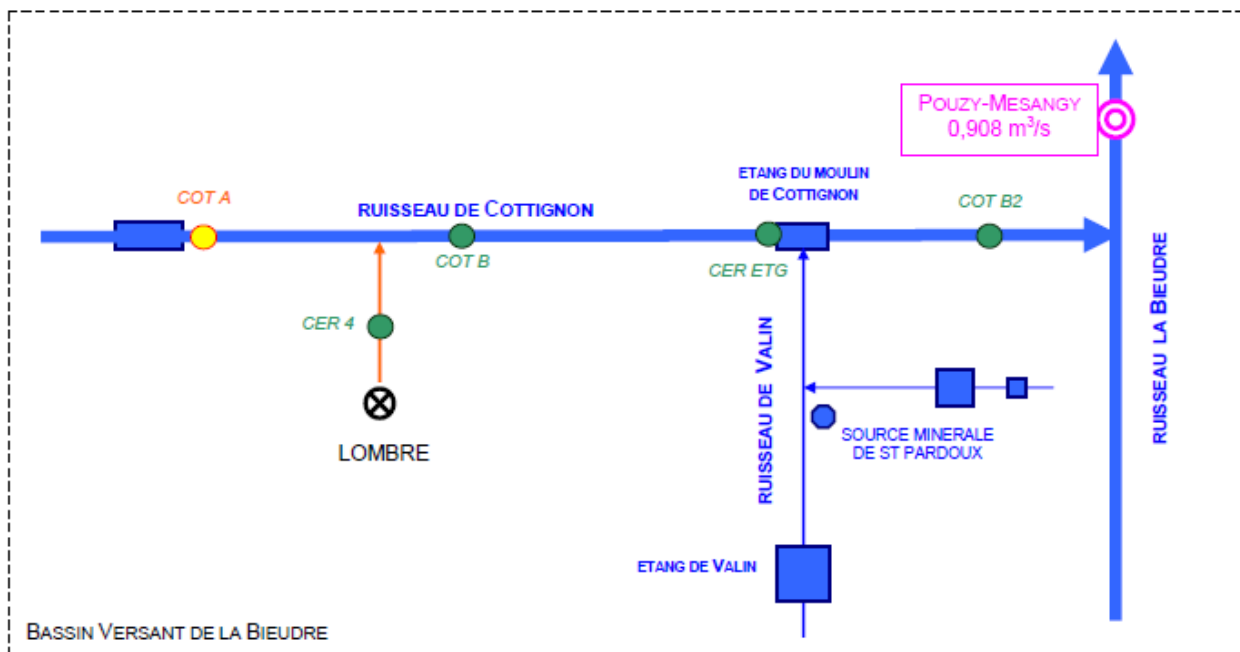 POUZY-MESANGY
0,908 m³/s
ETANG DU MOULIN
DE COTTIGNON
COT A
RUISSEAU DE COTTIGNON
COT B2
COT B
CER ETG
CER 4
RUISSEAU DE VALIN
RUISSEAU LA BIEUDRE
LOMBRE
SOURCE MINERALE
DE ST PARDOUX
ETANG DE VALIN
BASSIN VERSANT DE LA BIEUDRE